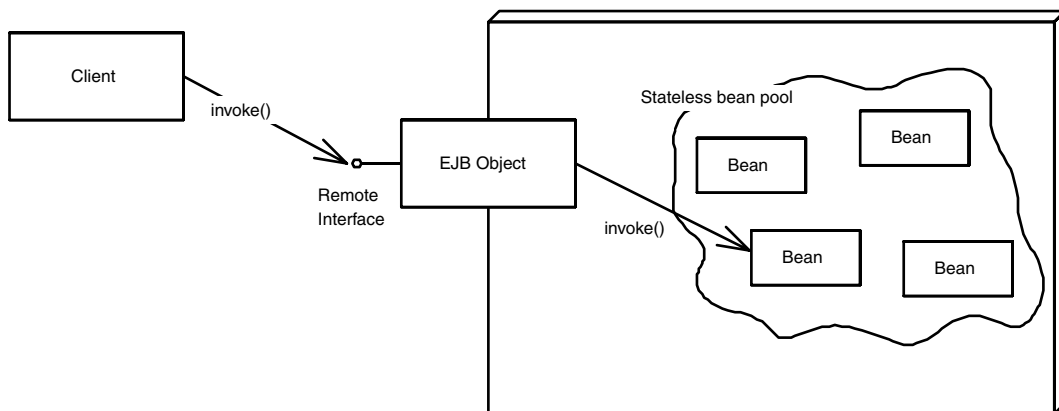 Client
invoke()
Remote
Interface
EJB Object
invoke()
Stateless bean pool
Bean
Bean
Bean
Bean